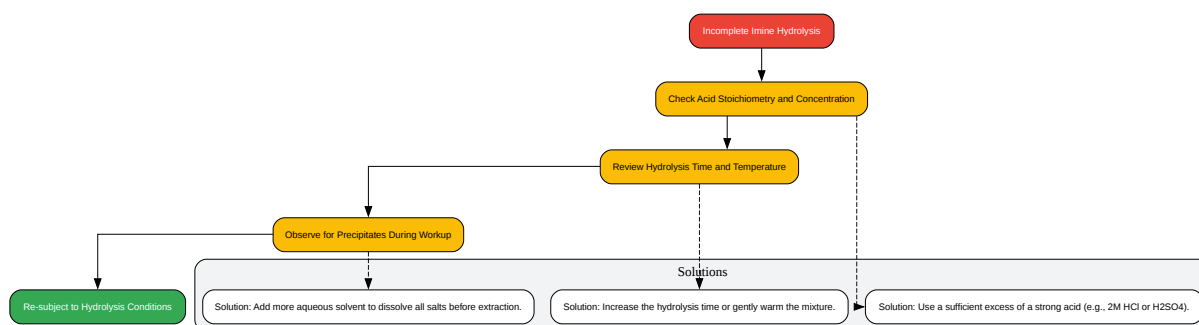 Incomplete Imine Hydrolysis
Check Acid Stoichiometry and Concentration
Review Hydrolysis Time and Temperature
Observe for Precipitates During Workup
Solutions
Re-subject to Hydrolysis Conditions
Solution: Add more aqueous solvent to dissolve all salts before extraction.
Solution: Increase the hydrolysis time or gently warm the mixture.
Solution: Use a sufficient excess of a strong acid (e.g., 2M HCl or H2SO4).